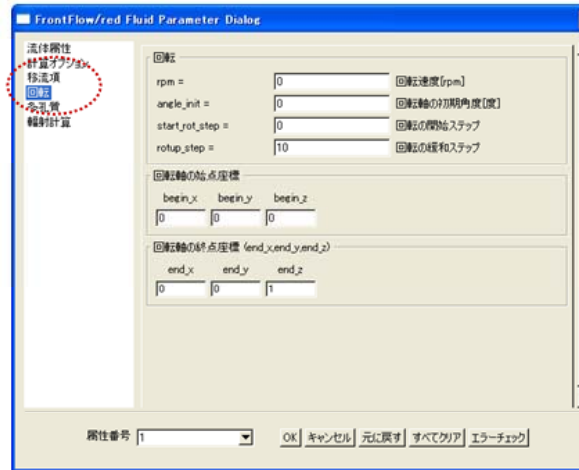 FrontFlow/red Fluid Parameter Dialog
流体属性
計算オプション
移流項
回転
多孔質
輻射計算
回転
rpm = 0 回転速度[rpm]
angle_init = 0 回転軸の初期角度[度]
start_rot_step = 0 回転の開始ステップ
rotup_step = 10 回転の緩和ステップ
回転軸の始点座標
begin_x begin_y begin_z
0 0 0
回転軸の終点座標 (end_x,end_y,end_z)
end_x end_y end_z
0 0 1
属性番号 1 OK キャンセル 元に戻す すべてクリア エラーチェック